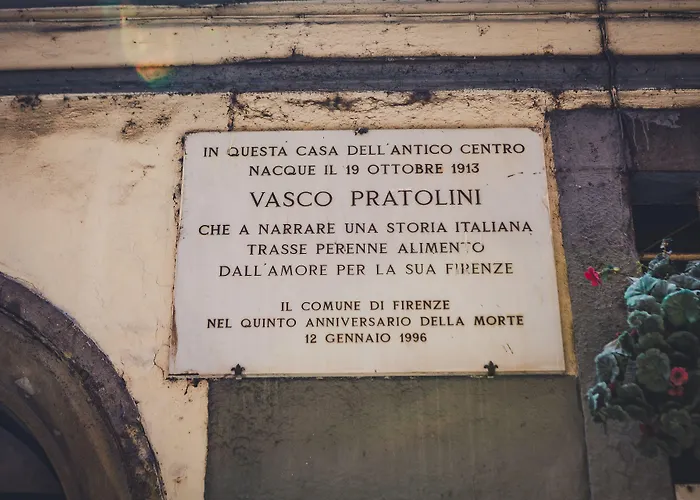 IN QUESTA CASA DELL'ANTICO CENTRO
NACQUE IL 19 OTTOBRE 1913
VASCO PRATOLINI
CHE A NARRARE UNA STORIA ITALIANA
TRASSE PERENNE ALIMENTO
DALL'AMORE PER LA SUA FIRENZE
IL COMUNE DI FIRENZE
NEL QUINTO ANNIVERSARIO DELLA MORTE
12 GENNAIO 1996